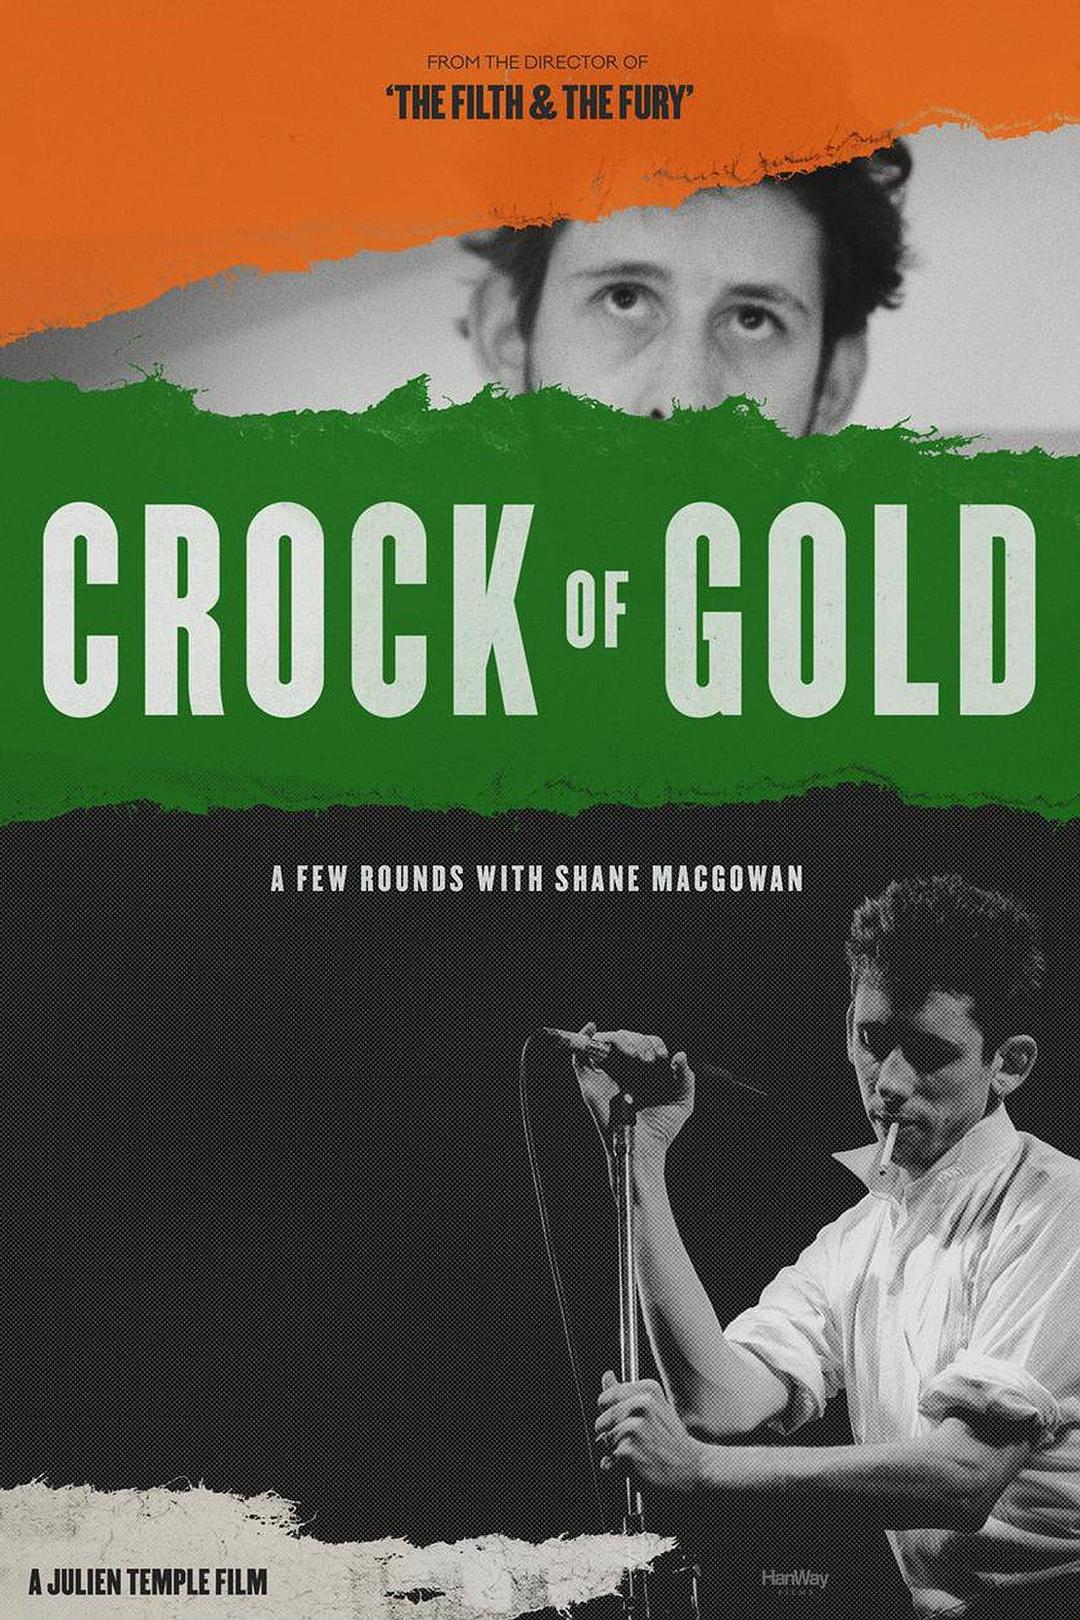 FROM THE DIRECTOR OF
‘THE FILTH & THE FURY’
CROCK OF GOLD
A FEW ROUNDS WITH SHANE MACGOWAN
A JULIEN TEMPLE FILM
HanWay
FILMS